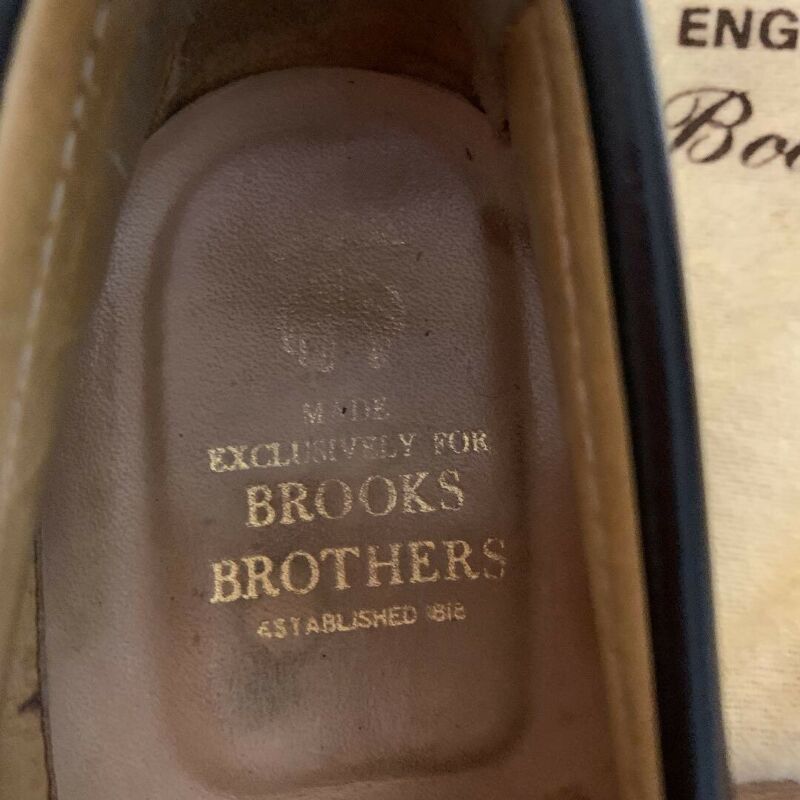 ENG
Bo
MADE
EXCLUSIVELY FOR
BROOKS
BROTHERS
ESTABLISHED 1818